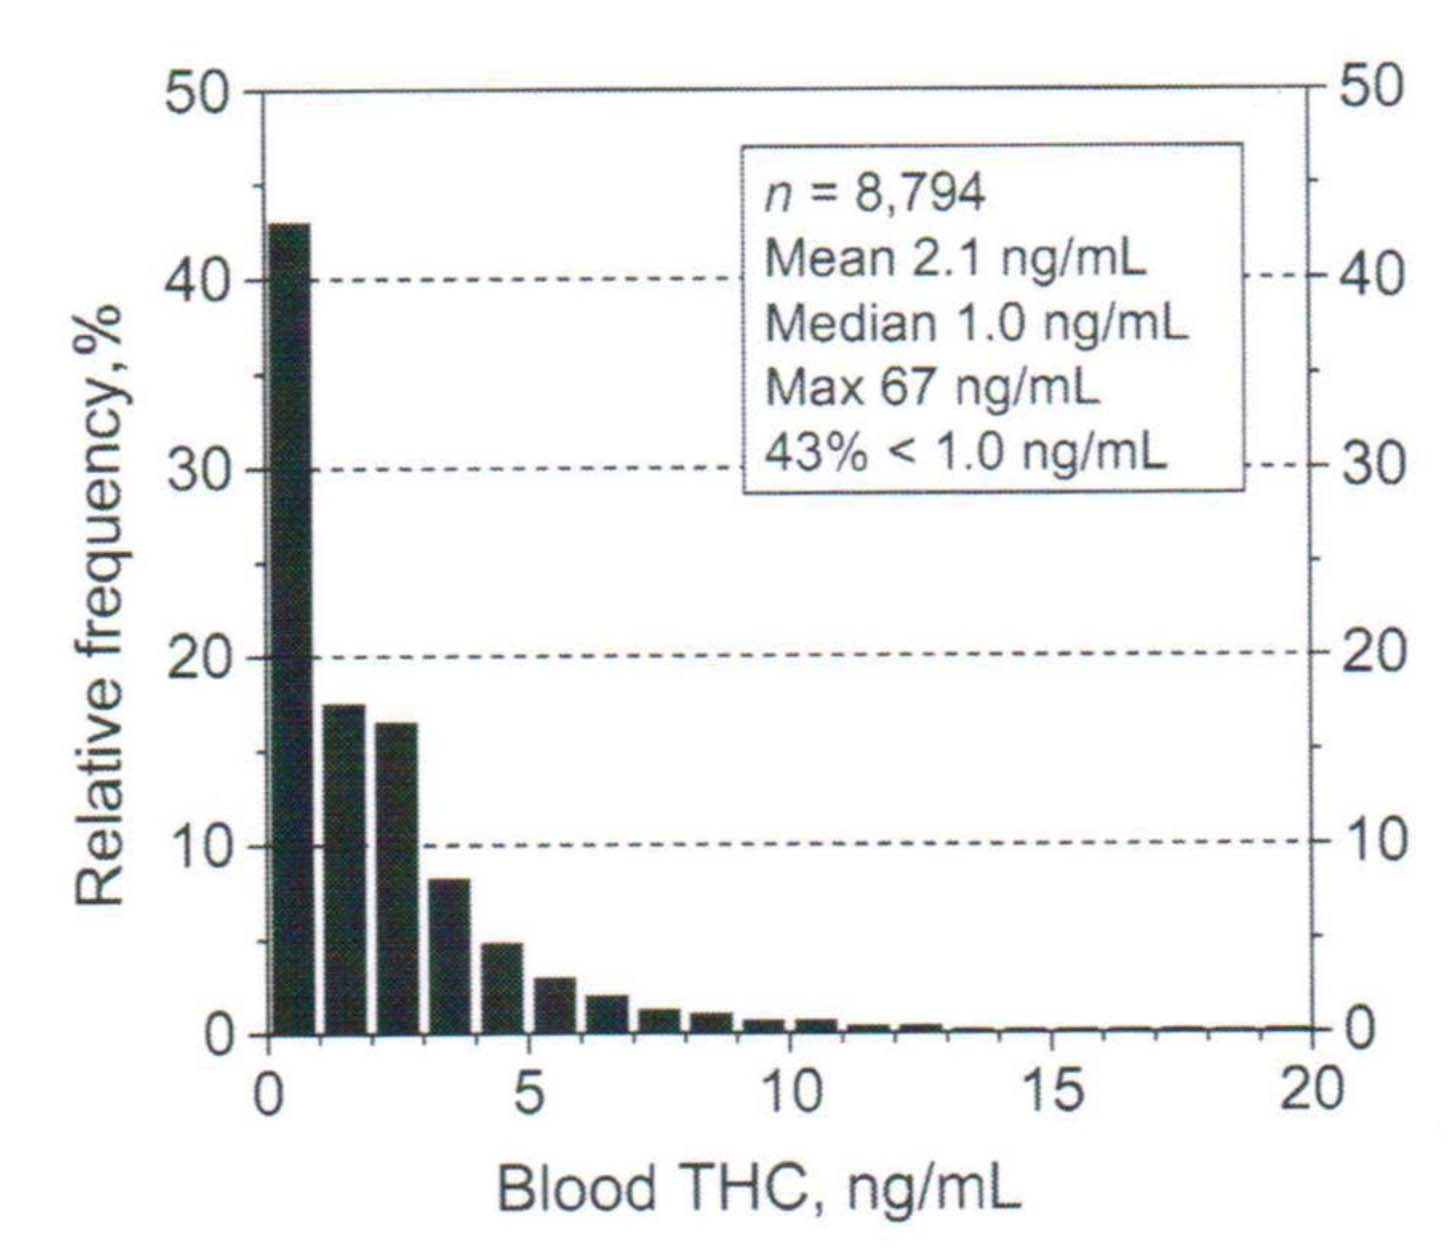 50
50
n = 8,794
Mean 2.1 ng/mL
Median 1.0 ng/mL
Max 67 ng/mL
43% < 1.0 ng/mL
40
40
30
30
20
20
10
10
0
0
Relative frequency,%
0 5 10 15 20
Blood THC, ng/mL